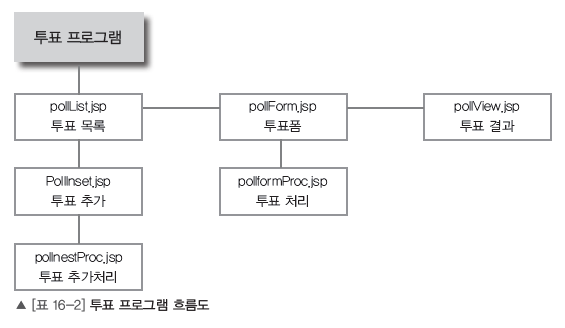 투표 프로그램
pollList.jsp
투표 목록
pollForm.jsp
투표폼
pollView.jsp
투표 결과
PollInset.jsp
투표 추가
pollformProc.jsp
투표 처리
pollnestProc.jsp
투표 추가처리
▲ [표 16-2] 투표 프로그램 흐름도